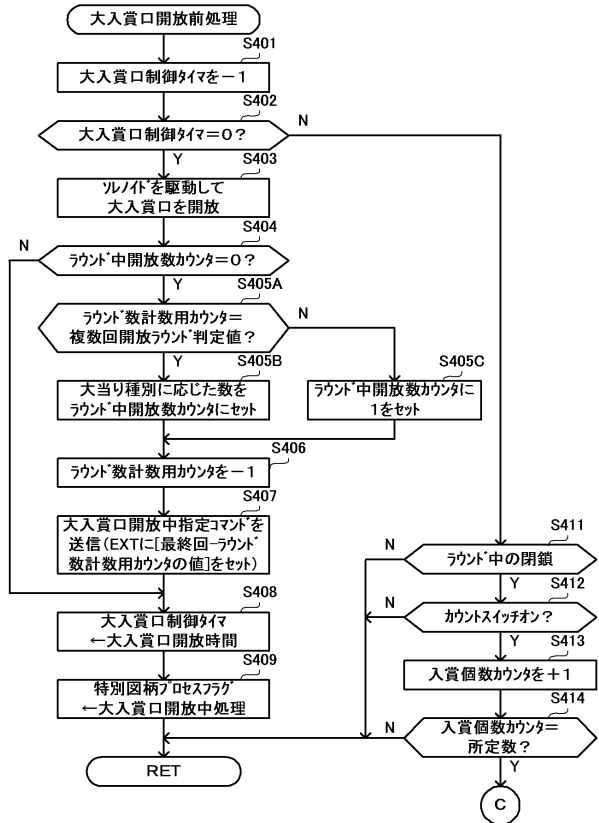 大入賞口開放前処理
S401
大入賞口制御ﾀｲﾏを－１
S402
大入賞口制御ﾀｲﾏ＝０？
N
Y
S403
ｿﾚﾉｲﾄﾞを駆動して
大入賞口を開放
S404
N
ﾗｳﾝﾄﾞ中開放数ｶｳﾝﾀ＝０？
Y
S405A
ﾗｳﾝﾄﾞ数計数用ｶｳﾝﾀ＝
複数回開放ﾗｳﾝﾄﾞ判定値？
N
Y
S405B
大当り種別に応じた数を
ﾗｳﾝﾄﾞ中開放数ｶｳﾝﾀにセット
S405C
ﾗｳﾝﾄﾞ中開放数ｶｳﾝﾀに
１をセット
S406
ﾗｳﾝﾄﾞ数計数用ｶｳﾝﾀを－１
S407
大入賞口開放中指定ｺﾏﾝﾄﾞを
送信（EXTに[最終回-ﾗｳﾝﾄﾞ
数計数用ｶｳﾝﾀの値]をセット）
S408
大入賞口制御ﾀｲﾏ
←大入賞口開放時間
S409
特別図柄ﾌﾟﾛｾｽﾌﾗｸﾞ
←大入賞口開放中処理
RET
S411
N
ﾗｳﾝﾄﾞ中の閉鎖
Y
S412
N
ｶｳﾝﾄｽｲｯﾁオン？
Y
S413
入賞個数ｶｳﾝﾀを＋１
S414
N
入賞個数ｶｳﾝﾀ＝
所定数？
Y
C